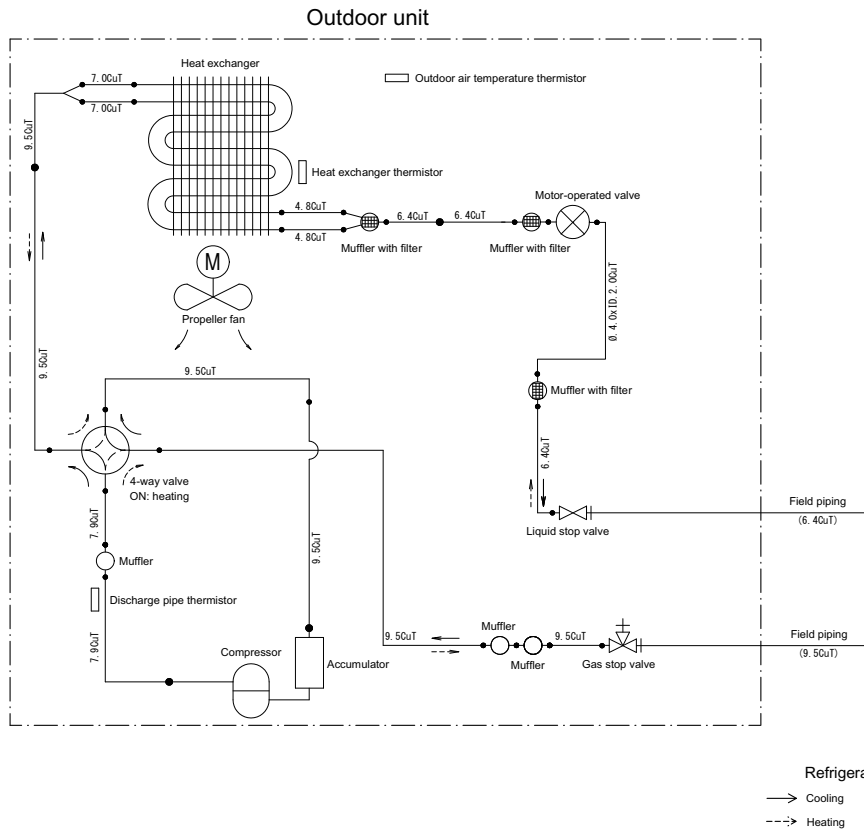 Outdoor unit
Heat exchanger
Outdoor air temperature thermistor
7.0CuT
7.0CuT
9.5CuT
Heat exchanger thermistor
4.8CuT
4.8CuT
6.4CuT
6.4CuT
Motor-operated valve
Muffler with filter
Muffler with filter
M
Propeller fan
Ø.4.0xID.2.0CuT
9.5CuT
9.5CuT
Muffler with filter
6.4CuT
4-way valve
ON: heating
7.9CuT
Muffler
9.5CuT
Liquid stop valve
Field piping
(6.4CuT)
Discharge pipe thermistor
7.9CuT
Compressor
Accumulator
9.5CuT
Muffler
Muffler
9.5CuT
Gas stop valve
Field piping
(9.5CuT)
Refrigera
Cooling
Heating